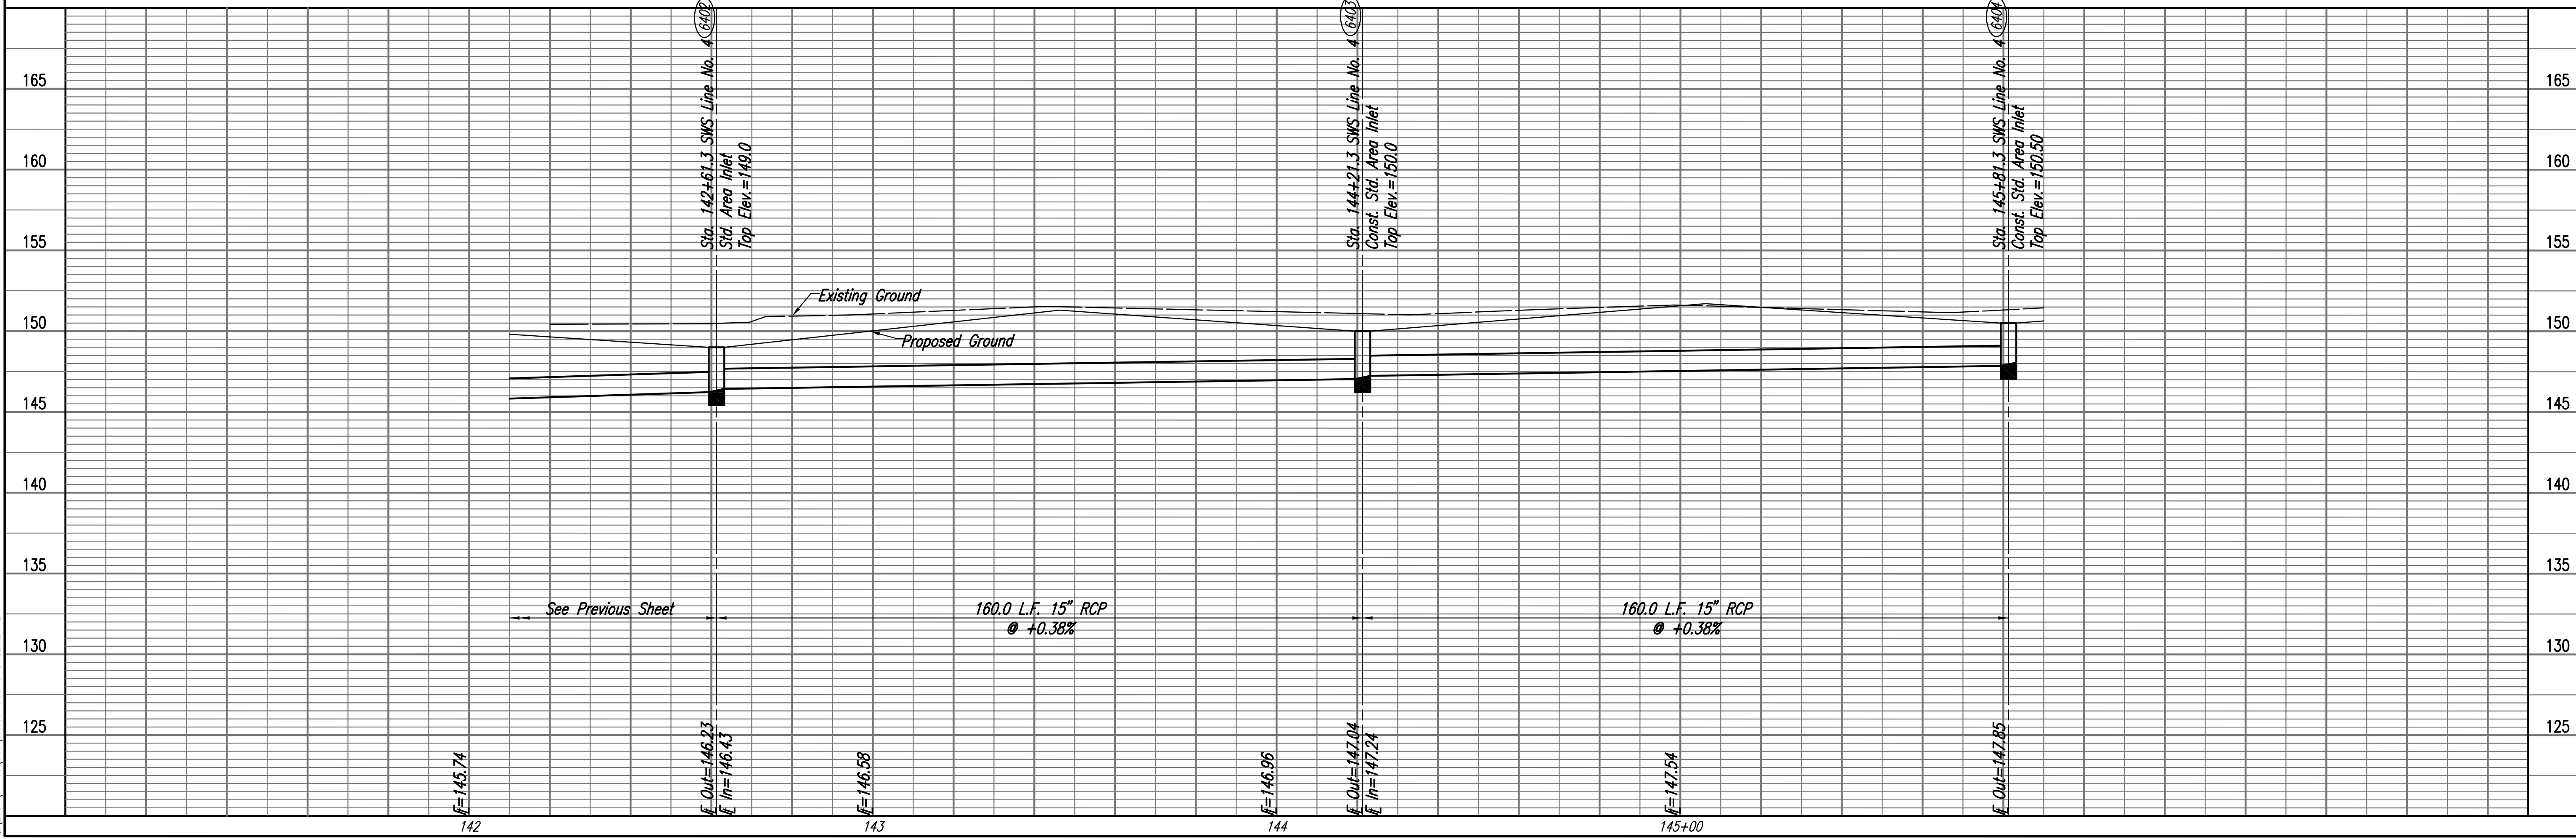 6402
6403
6404
Sta. 142+61.3 SWS Line No. 4
Std. Area Inlet
Top Elev.=149.0
Sta. 144+21.3 SWS Line No. 4
Const. Std. Area Inlet
Top Elev.=150.0
Sta. 145+81.3 SWS Line No. 4
Const. Std. Area Inlet
Top Elev.=150.50
165 165
160 160
155 155
Existing Ground
150 150
Proposed Ground
145 145
140 140
135 135
See Previous Sheet
160.0 L.F. 15" RCP
@ +0.38%
160.0 L.F. 15" RCP
@ +0.38%
130 130
125 125
=145.74
Out=146.23
In=146.43
=146.58
=146.96
Out=147.04
In=147.24
=147.54
Out=147.85
142 143 144 145+00